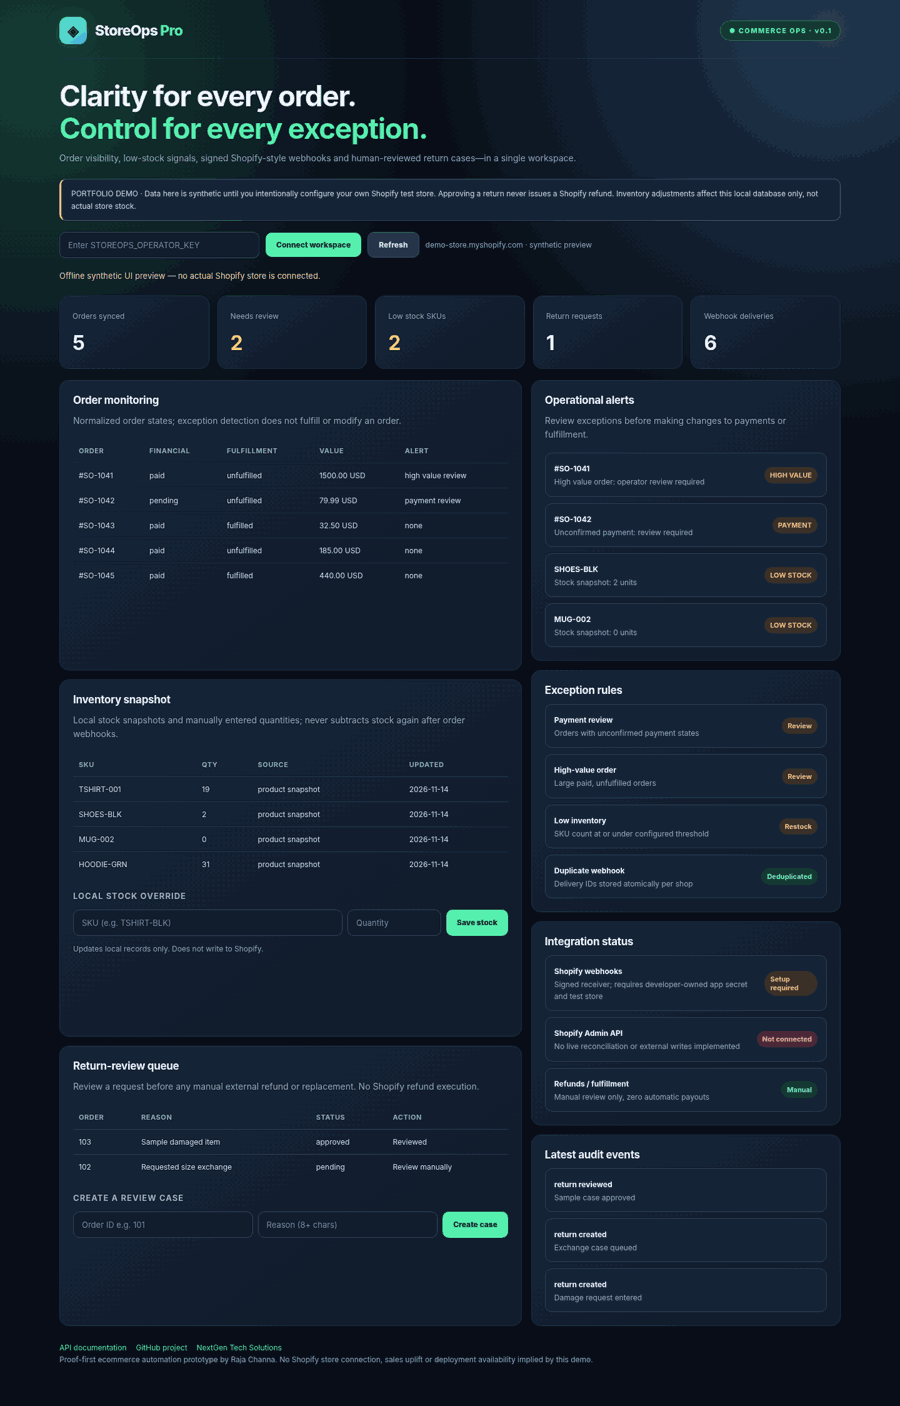 ◈ StoreOps Pro
● COMMERCE OPS · v0.1
Clarity for every order.
Control for every exception.
Order visibility, low-stock signals, signed Shopify-style webhooks and human-reviewed return cases—in a single workspace.
PORTFOLIO DEMO · Data here is synthetic until you intentionally configure your own Shopify test store. Approving a return never issues a Shopify refund. Inventory adjustments affect this local database only, not
actual store stock.
Enter STOREOPS_OPERATOR_KEY Connect workspace Refresh demo-store.myshopify.com · synthetic preview
Offline synthetic UI preview — no actual Shopify store is connected.
Orders synced
5
Needs review
2
Low stock SKUs
2
Return requests
1
Webhook deliveries
6
Order monitoring
Normalized order states; exception detection does not fulfill or modify an order.
ORDER FINANCIAL FULFILLMENT VALUE ALERT
#SO-1041 paid unfulfilled 1500.00 USD high value review
#SO-1042 pending unfulfilled 79.99 USD payment review
#SO-1043 paid fulfilled 32.50 USD none
#SO-1044 paid unfulfilled 185.00 USD none
#SO-1045 paid fulfilled 440.00 USD none
Inventory snapshot
Local stock snapshots and manually entered quantities; never subtracts stock again after order
webhooks.
SKU QTY SOURCE UPDATED
TSHIRT-001 19 product snapshot 2026-11-14
SHOES-BLK 2 product snapshot 2026-11-14
MUG-002 0 product snapshot 2026-11-14
HOODIE-GRN 31 product snapshot 2026-11-14
LOCAL STOCK OVERRIDE
SKU (e.g. TSHIRT-BLK) Quantity Save stock
Updates local records only. Does not write to Shopify.
Return-review queue
Review a request before any manual external refund or replacement. No Shopify refund execution.
ORDER REASON STATUS ACTION
103 Sample damaged item approved Reviewed
102 Requested size exchange pending Review manually
CREATE A REVIEW CASE
Order ID e.g. 101 Reason (8+ chars) Create case
Operational alerts
Review exceptions before making changes to payments or
fulfillment.
#SO-1041
High value order: operator review required
HIGH VALUE
#SO-1042
Unconfirmed payment: review required
PAYMENT
SHOES-BLK
Stock snapshot: 2 units
LOW STOCK
MUG-002
Stock snapshot: 0 units
LOW STOCK
Exception rules
Payment review
Orders with unconfirmed payment states
Review
High-value order
Large paid, unfulfilled orders
Review
Low inventory
SKU count at or under configured threshold
Restock
Duplicate webhook
Delivery IDs stored atomically per shop
Deduplicated
Integration status
Shopify webhooks
Signed receiver; requires developer-owned app secret
and test store
Setup
required
Shopify Admin API
No live reconciliation or external writes implemented
Not connected
Refunds / fulfillment
Manual review only, zero automatic payouts
Manual
Latest audit events
return reviewed
Sample case approved
return created
Exchange case queued
return created
Damage request entered
API documentation GitHub project NextGen Tech Solutions
Proof-first ecommerce automation prototype by Raja Channa. No Shopify store connection, sales uplift or deployment availability implied by this demo.